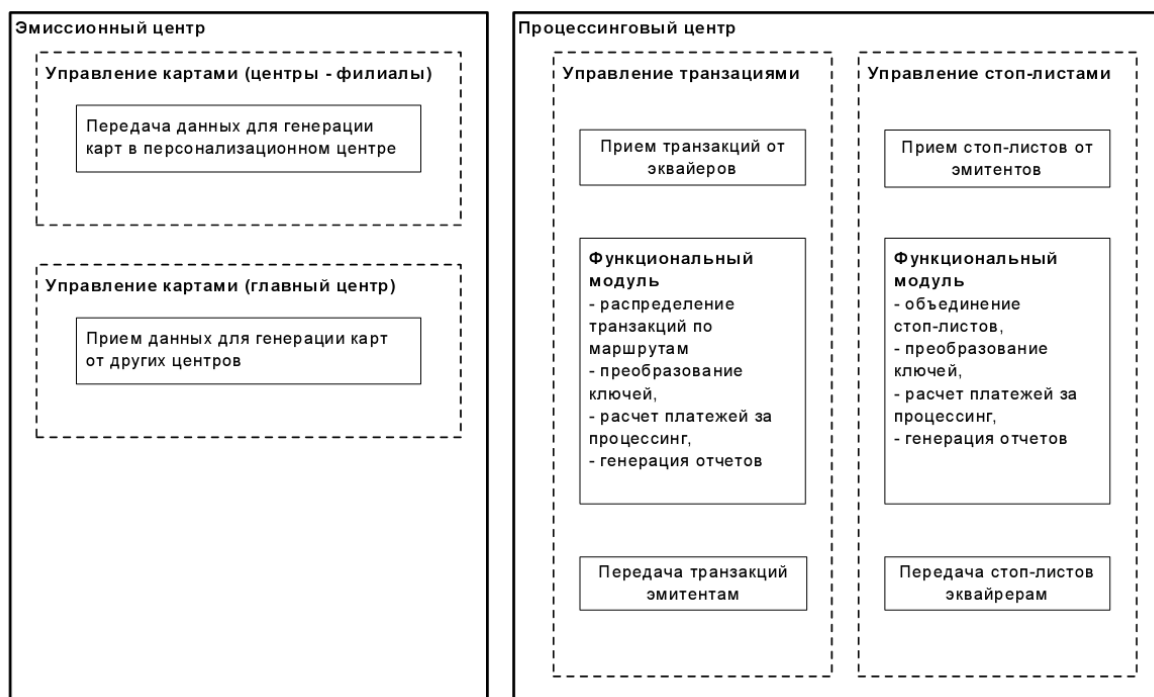 Эмиссионный центр
Управление картами (центры - филиалы)
Передача данных для генерации
карт в персонализационном центре
Управление картами (главный центр)
Прием данных для генерации карт
от других центров
Процессинговый центр
Управление транзациями
Прием транзакций от
эквайеров
Функциональный
модуль
- распределение
транзакций по
маршрутам
- преобразование
ключей,
- расчет платежей за
процессинг,
- генерация отчетов
Передача транзакций
эмитентам
Управление стоп-листами
Прием стоп-листов от
эмитентов
Функциональный
модуль
- объединение
стоп-листов,
- преобразование
ключей,
- расчет платежей за
процессинг,
- генерация отчетов
Передача стоп-листов
эквайрерам